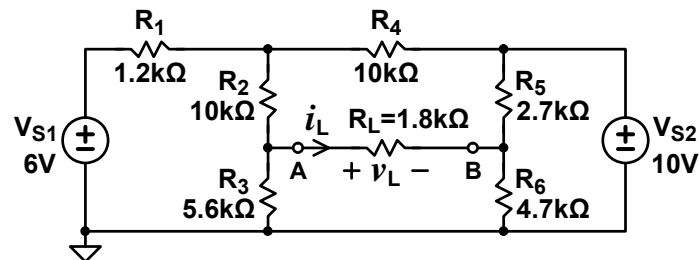 R1
1.2kΩ
R4
10kΩ
R2
10kΩ
iL
RL=1.8kΩ
R5
2.7kΩ
VS1
6V
VS2
10V
A
+ vL −
B
R3
5.6kΩ
R6
4.7kΩ